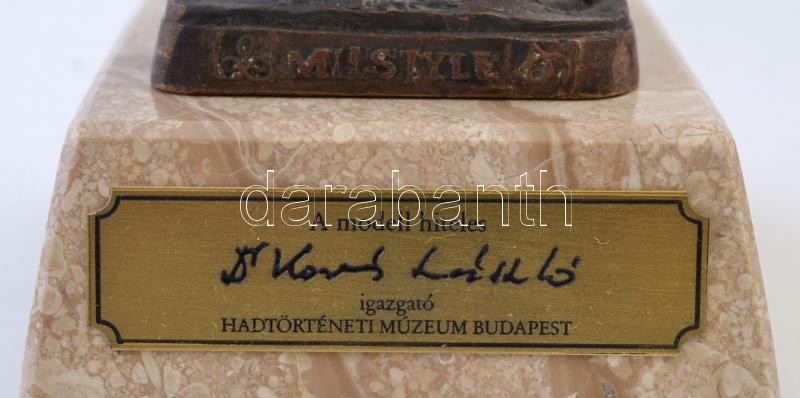 MILSTYLE
darabanth
A modell hiteles
Dr Kovács László
igazgató
HADTÖRTÉNETI MÚZEUM BUDAPEST